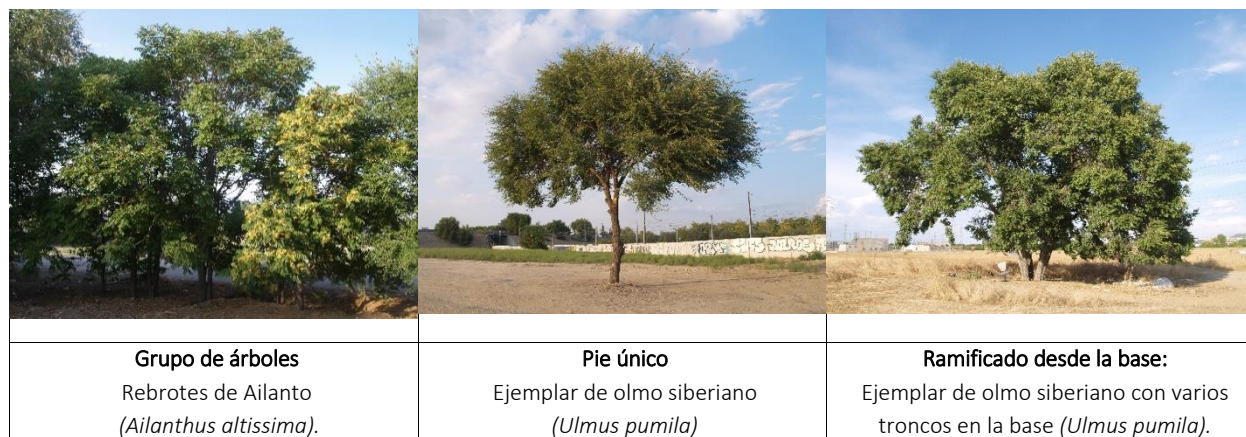 Grupo de árboles
Rebrotes de Ailanto
(Ailanthus altissima).
Pie único
Ejemplar de olmo siberiano
(Ulmus pumila)
Ramificado desde la base:
Ejemplar de olmo siberiano con varios
troncos en la base (Ulmus pumila).